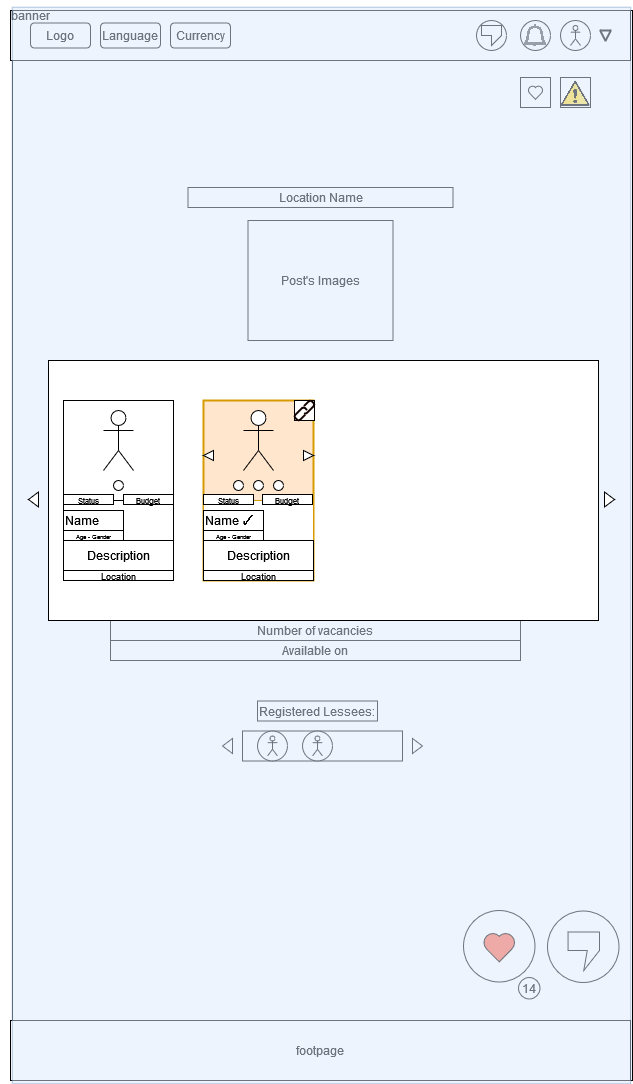 banner
Logo
Language
Currency
Location Name
Post's Images
Status
Budget
Name
Age - Gender
Description
Location
Status
Budget
Name ✓
Age - Gender
Description
Location
Number of vacancies
Available on
Registered Lessees:
14
footpage